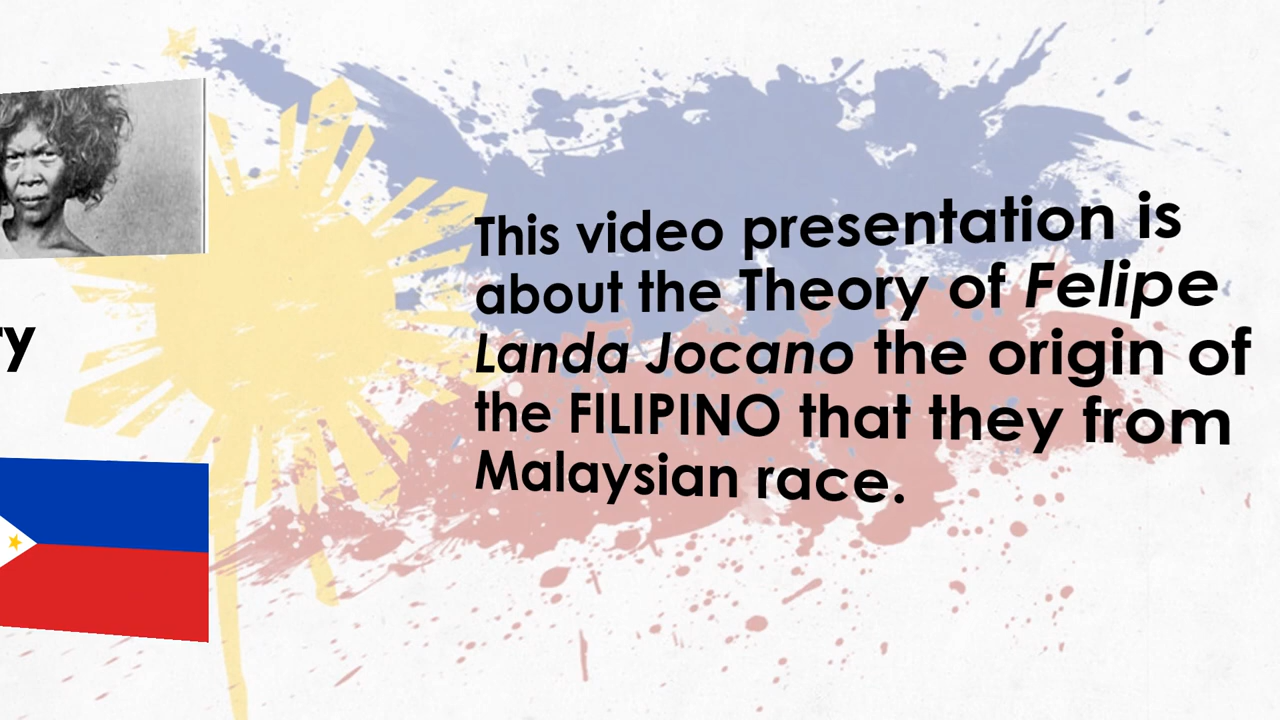 This video presentation is
about the Theory of Felipe
Landa Jocano the origin of
the FILIPINO that they from
Malaysian race.